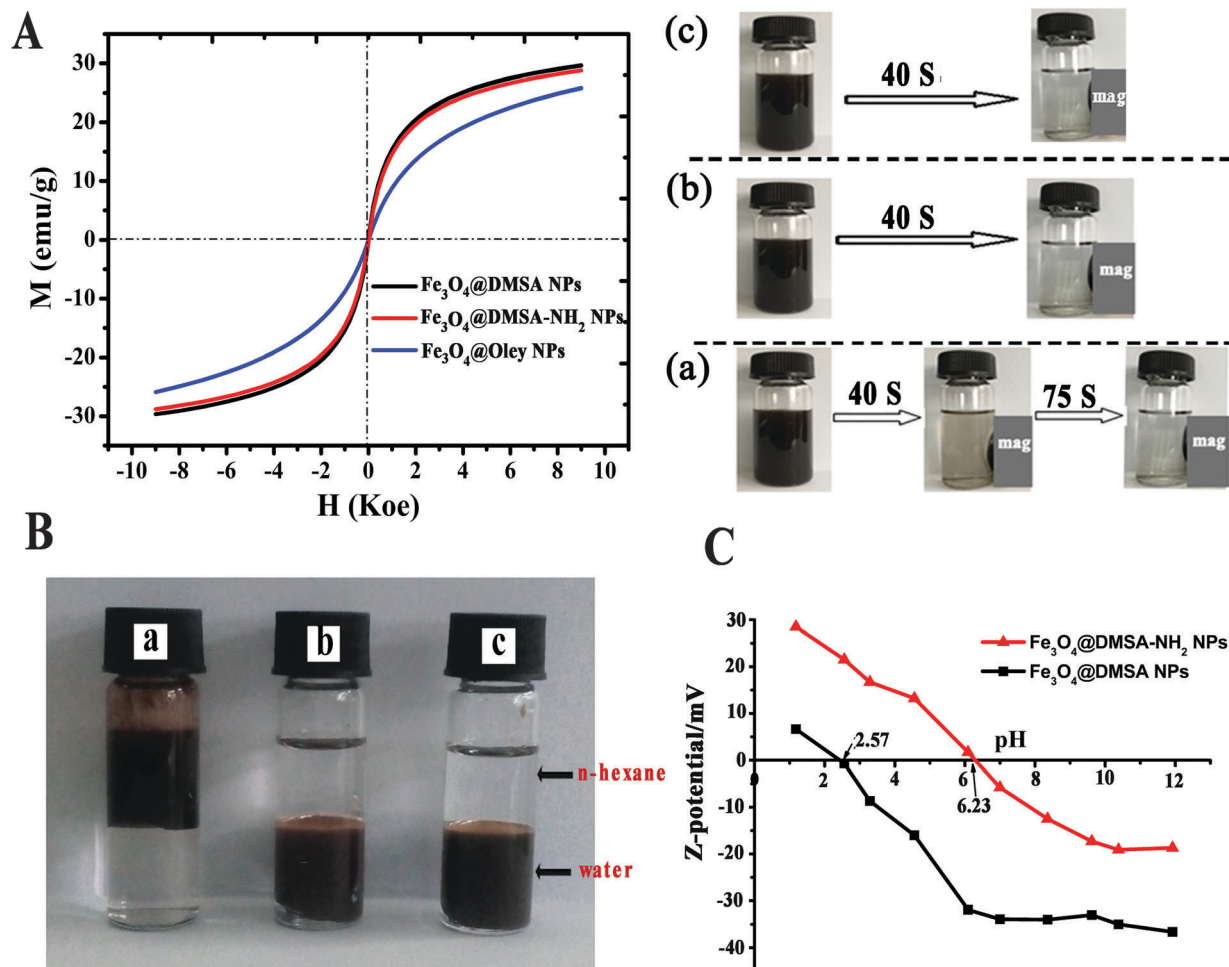 A
M (emu/g)
30
20
10
0
-10
-20
-30
-10 -8 -6 -4 -2 0 2 4 6 8 10
H (Koe)
Fe₃O₄@DMSA NPs
Fe₃O₄@DMSA-NH₂ NPs
Fe₃O₄@Oley NPs
(c)
40 S
mag
(b)
40 S
mag
(a)
40 S
mag
75 S
mag
B
a
b
c
n-hexane
water
C
Z-potential/mV
30
20
10
0
-10
-20
-30
-40
0 2 4 6 8 10 12
pH
Fe₃O₄@DMSA-NH₂ NPs
Fe₃O₄@DMSA NPs
2.57
6.23